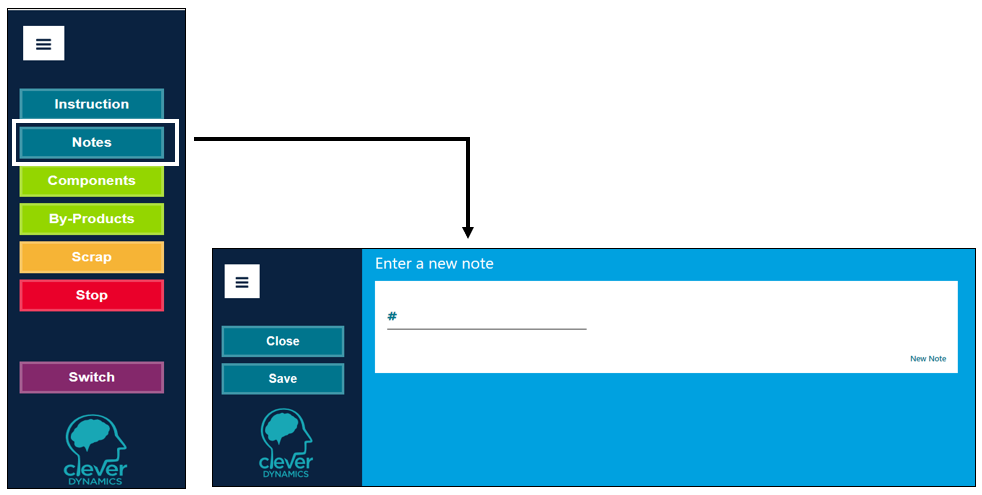 Instruction
Notes
Components
By-Products
Scrap
Stop
Switch
clever
DYNAMICS
Enter a new note
#
New Note
Close
Save
clever
DYNAMICS